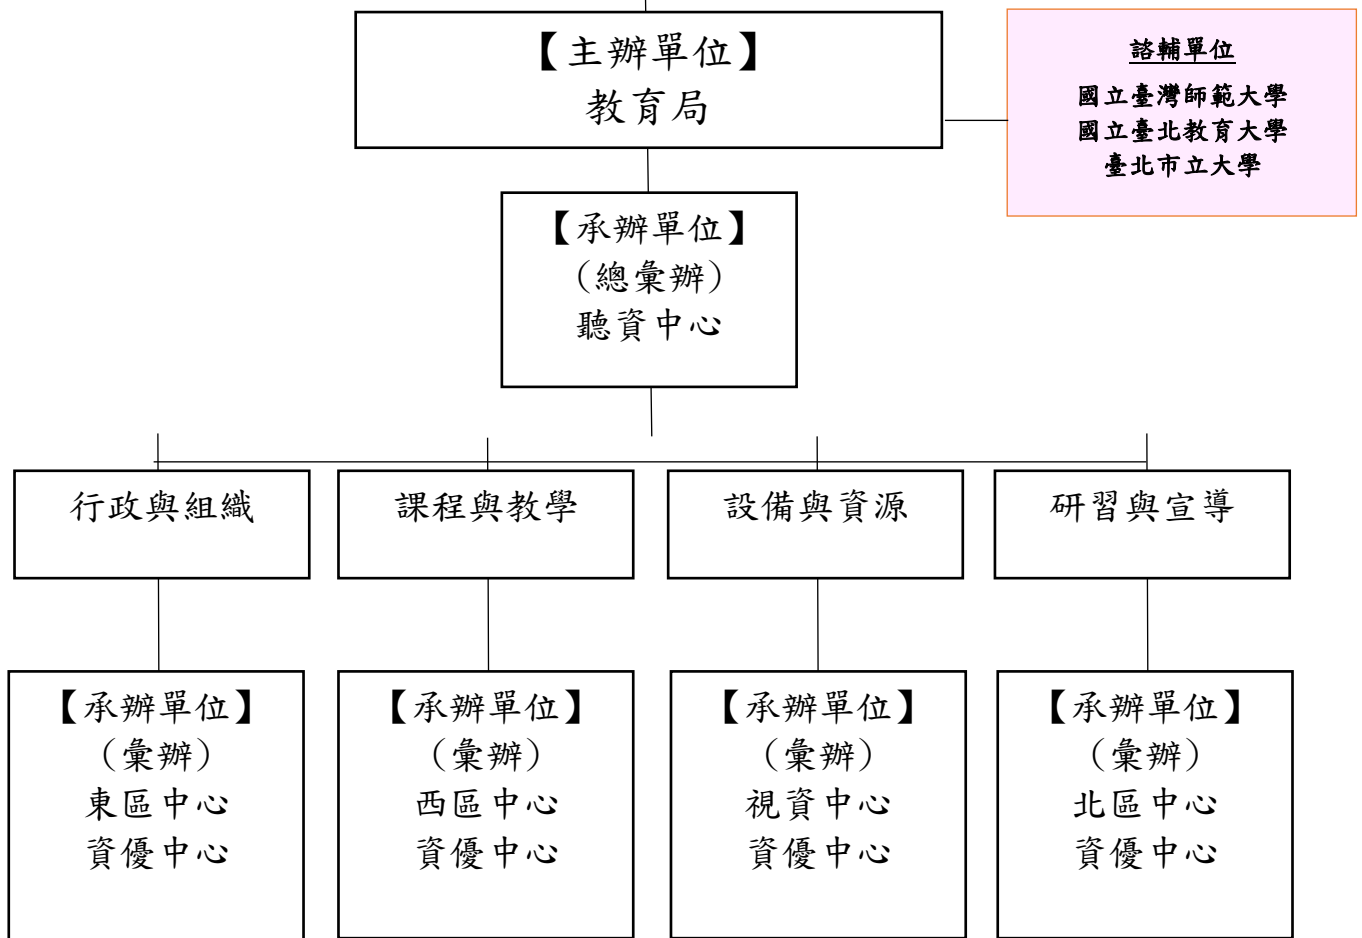 【主辦單位】
教育局
諮輔單位
國立臺灣師範大學
國立臺北教育大學
臺北市立大學
【承辦單位】
（總彙辦）
聽資中心
行政與組織
課程與教學
設備與資源
研習與宣導
【承辦單位】
（彙辦）
東區中心
資優中心
【承辦單位】
（彙辦）
西區中心
資優中心
【承辦單位】
（彙辦）
視資中心
資優中心
【承辦單位】
（彙辦）
北區中心
資優中心